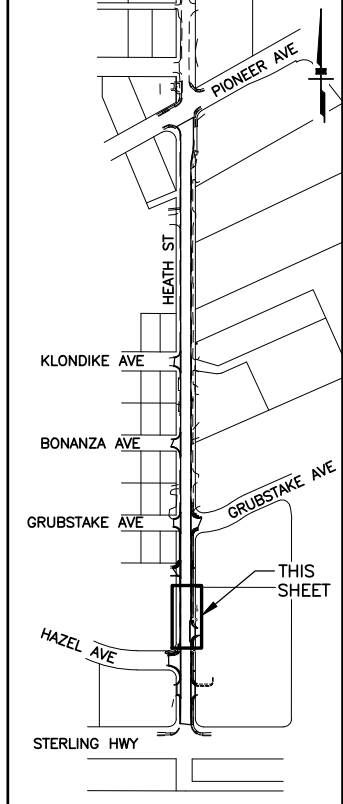 PIONEER AVE
HEATH ST
KLONDIKE AVE
BONANZA AVE
GRUBSTAKE AVE
GRUBSTAKE AVE
THIS
SHEET
HAZEL AVE
STERLING HWY